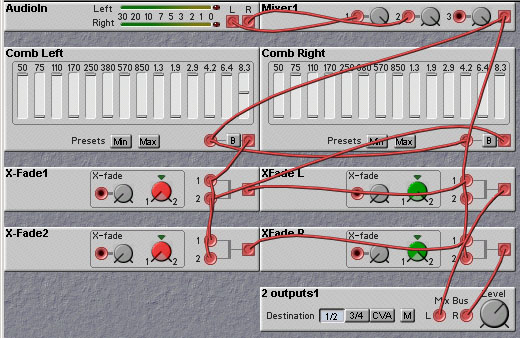 AudioIn Left Right 30 20 10 7 5 3 2 1 0 L R
Mixer1 1 2 3
Comb Left
50 75 110 170 250 380 570 850 1.3 1.9 2.9 4.2 6.4 8.3
Presets Min Max B
Comb Right
50 75 110 170 250 380 570 850 1.3 1.9 2.9 4.2 6.4 8.3
Presets Min Max B
X-Fade1 X-fade 1 2 1 2
XFade L X-fade 1 2 1 2
X-Fade2 X-fade 1 2 1 2
XFade R X-fade 1 2 1 2
2 outputs1 Mix Bus Level
Destination 1/2 3/4 CVA M L R